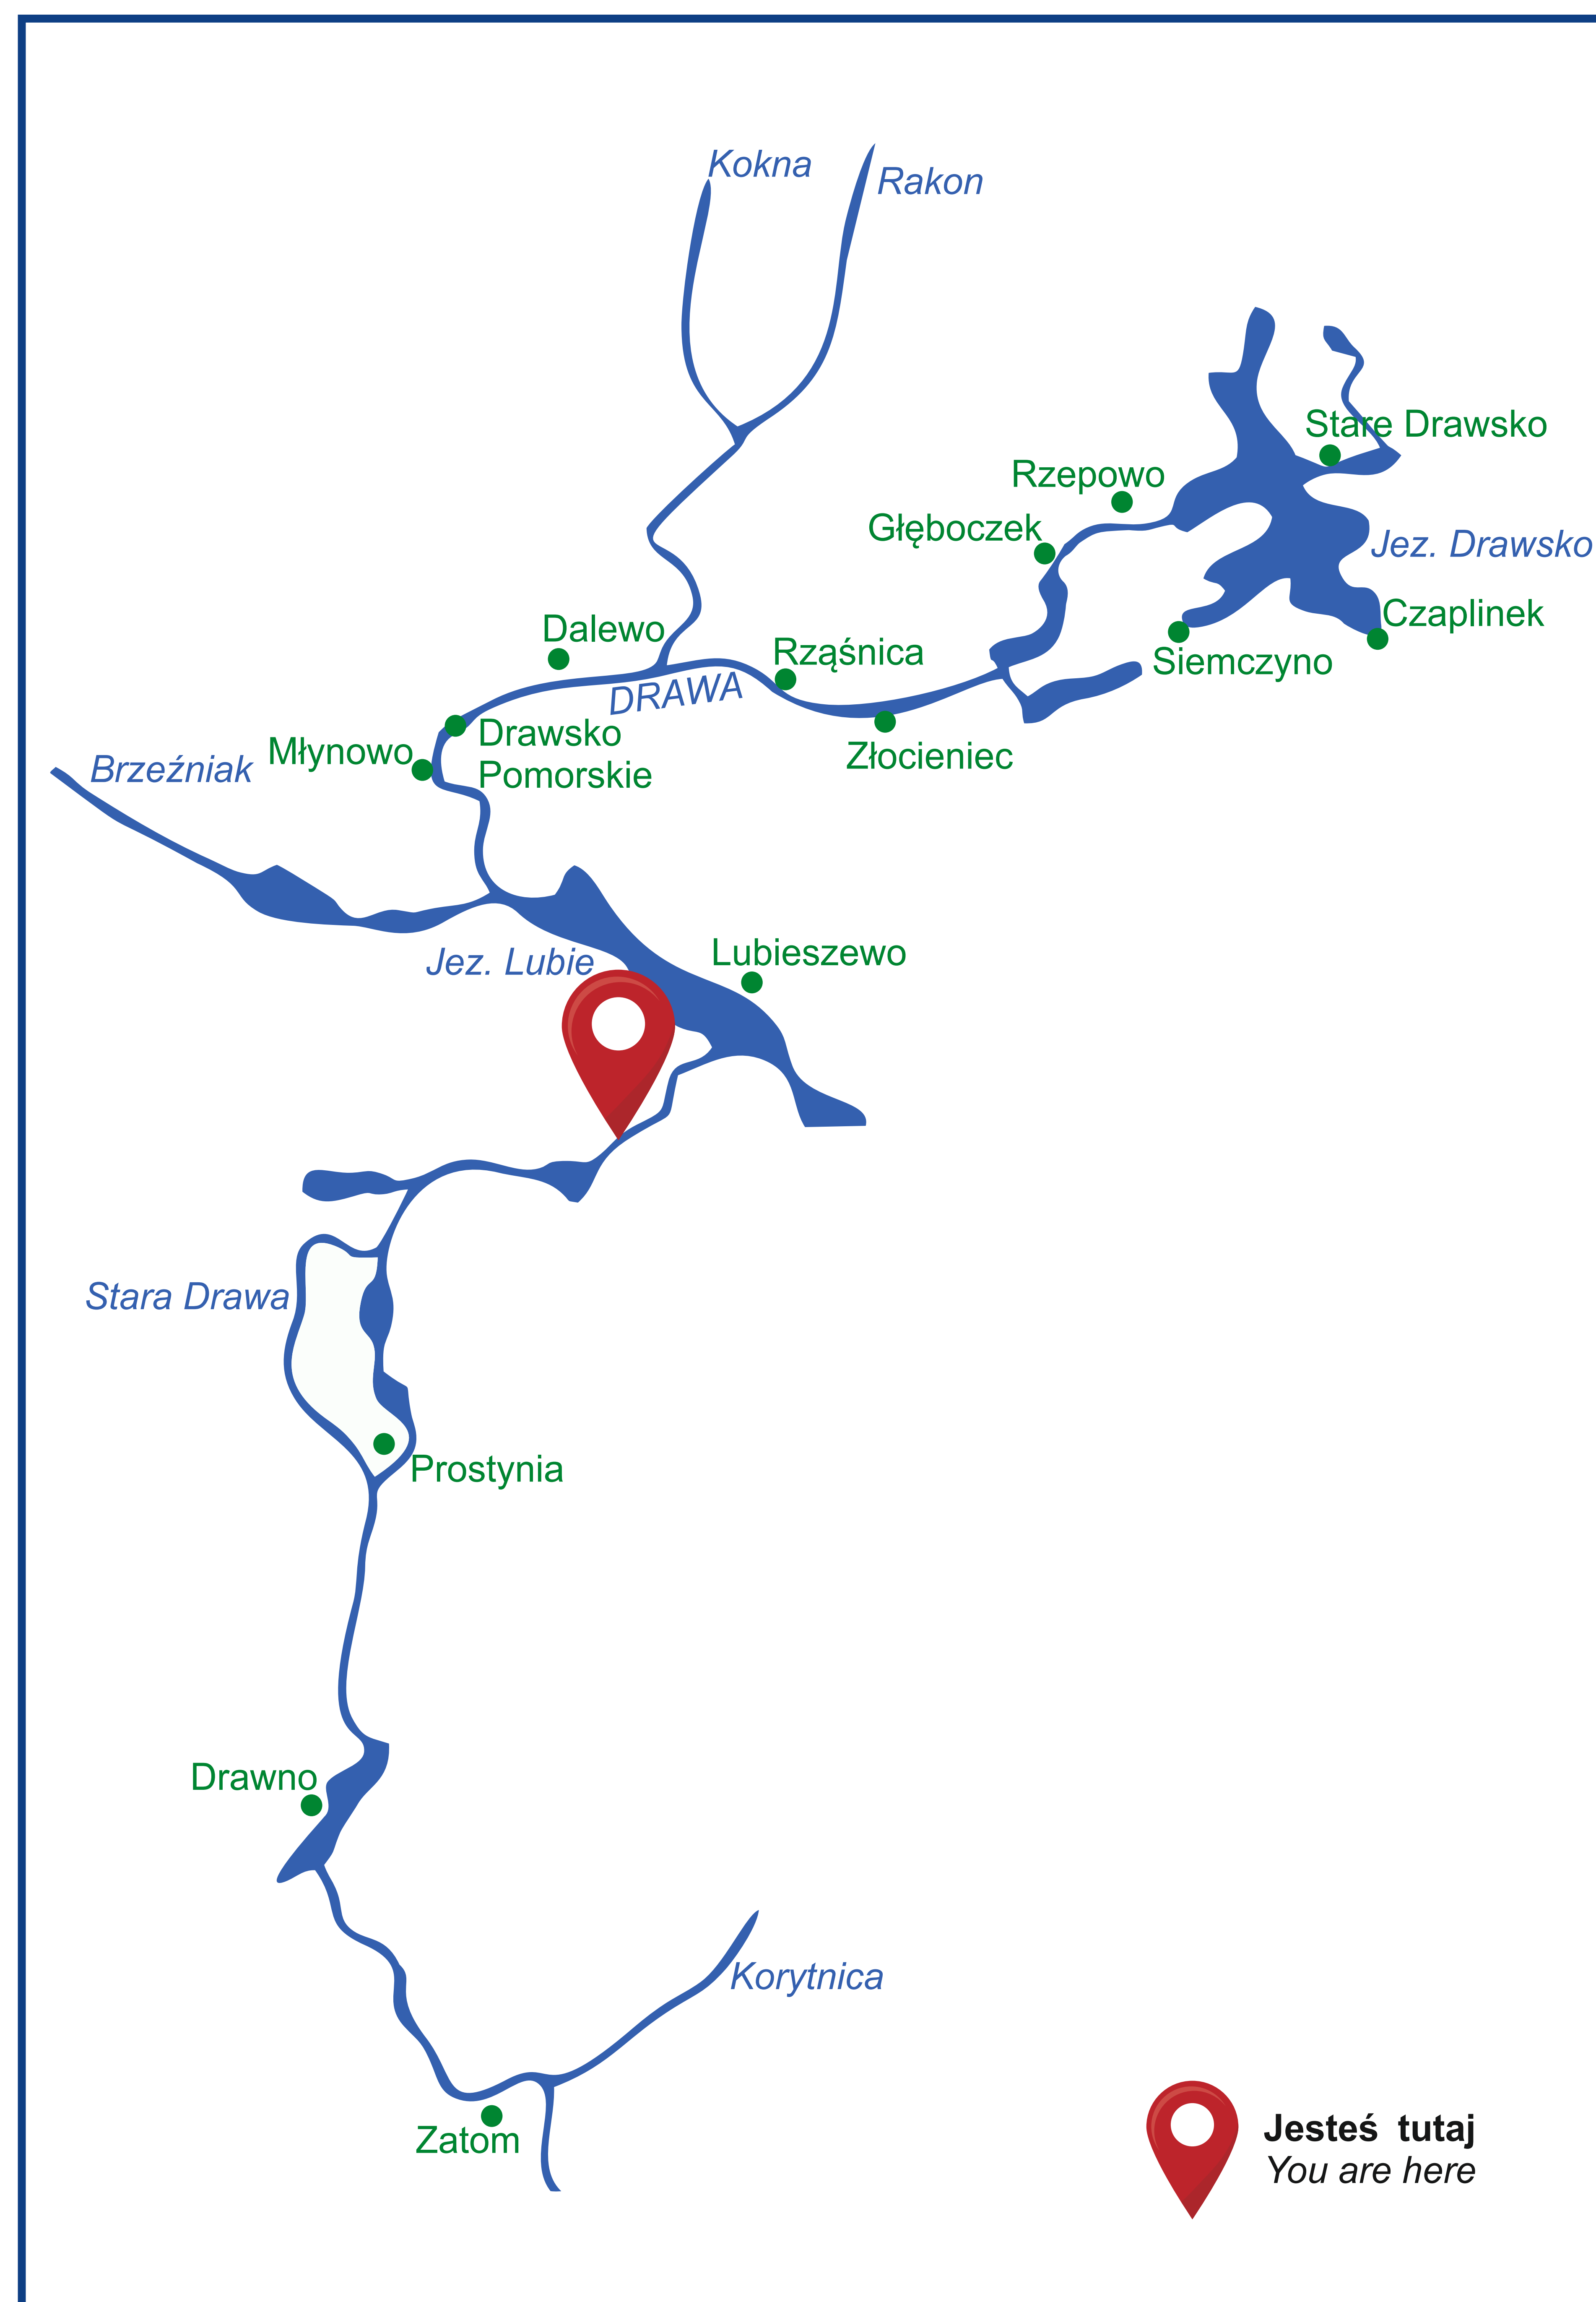 Kokna
Rakon
Stare Drawsko
Rzepowo
Głęboczek
Jez. Drawsko
Czaplinek
Dalewo
Rząśnica
Siemczyno
DRAWA
Drawsko
Pomorskie
Młynowo
Złocieniec
Brzeźniak
Lubieszewo
Jez. Lubie
Stara Drawa
Prostynia
Drawno
Korytnica
Zatom
Jesteś tutaj
You are here